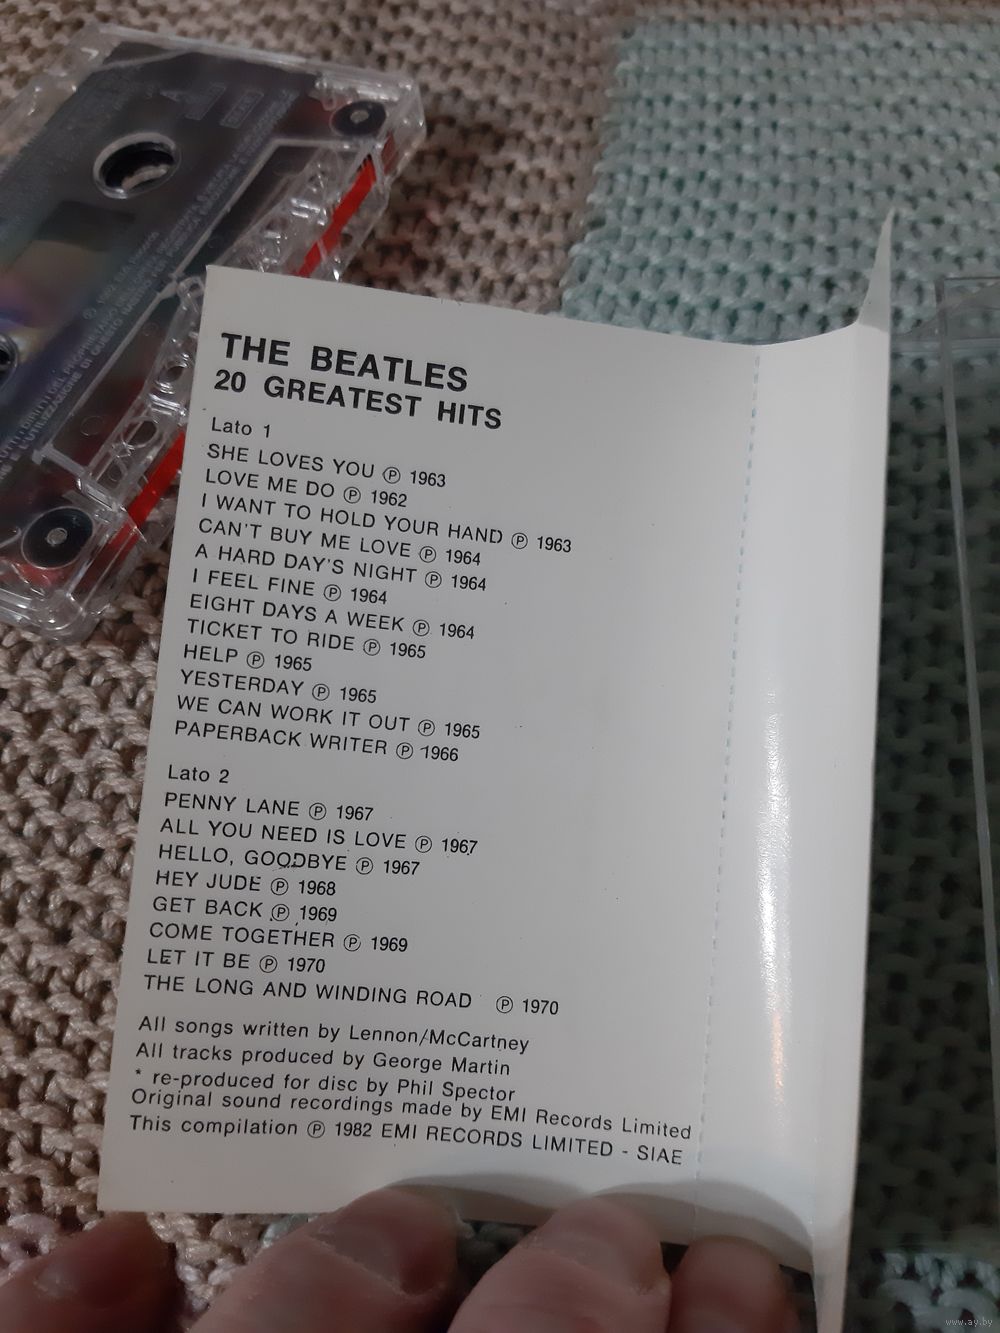 THE BEATLES
20 GREATEST HITS
Lato 1
SHE LOVES YOU ℗ 1963
LOVE ME DO ℗ 1962
I WANT TO HOLD YOUR HAND ℗ 1963
CAN'T BUY ME LOVE ℗ 1964
A HARD DAY'S NIGHT ℗ 1964
I FEEL FINE ℗ 1964
EIGHT DAYS A WEEK ℗ 1964
TICKET TO RIDE ℗ 1965
HELP ℗ 1965
YESTERDAY ℗ 1965
WE CAN WORK IT OUT ℗ 1965
PAPERBACK WRITER ℗ 1966
Lato 2
PENNY LANE ℗ 1967
ALL YOU NEED IS LOVE ℗ 1967
HELLO, GOODBYE ℗ 1967
HEY JUDE ℗ 1968
GET BACK ℗ 1969
COME TOGETHER ℗ 1969
LET IT BE ℗ 1970
THE LONG AND WINDING ROAD ℗ 1970
All songs written by Lennon/McCartney
All tracks produced by George Martin
* re-produced for disc by Phil Spector
Original sound recordings made by EMI Records Limited
This compilation ℗ 1982 EMI RECORDS LIMITED - SIAE
A
www.ay.by